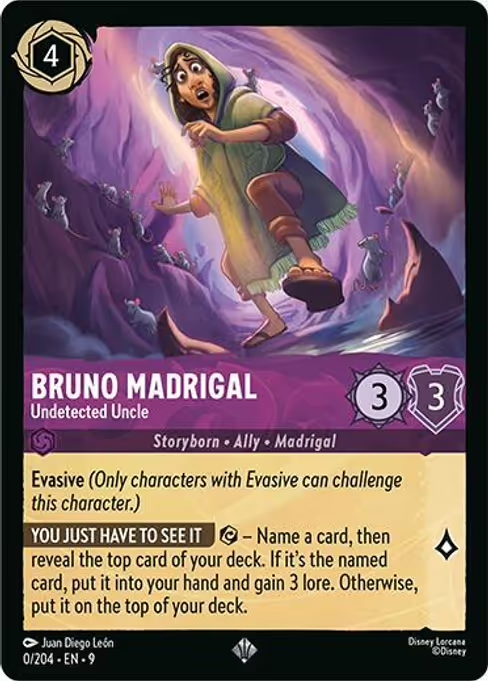 4
BRUNO MADRIGAL
Undetected Uncle
3
3
Storyborn • Ally • Madrigal
Evasive (Only characters with Evasive can challenge
this character.)
YOU JUST HAVE TO SEE IT – Name a card, then
reveal the top card of your deck. If it's the named
card, put it into your hand and gain 3 lore. Otherwise,
put it on the top of your deck.
Juan Diego León
0/204 • EN • 9
Disney Lorcana
©Disney